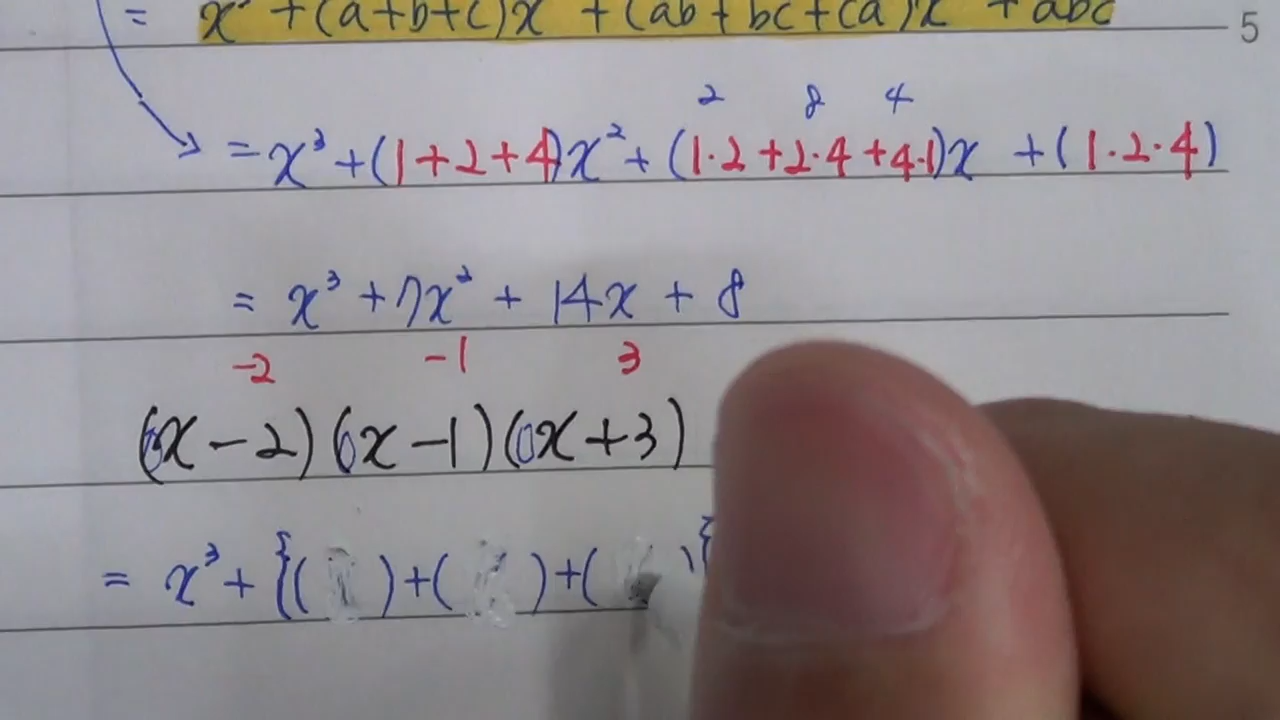 = x³ + (a+b+c)x² + (ab + bc + ca)x + abc
5
2 8 4
= x³ + (1+2+4)x² + (1·2+2·4+4·1)x + (1·2·4)
= x³ + 7x² + 14x + 8
-2 -1 3
(x-2)(x-1)(x+3)
= x³ + {( )+( )+( )}